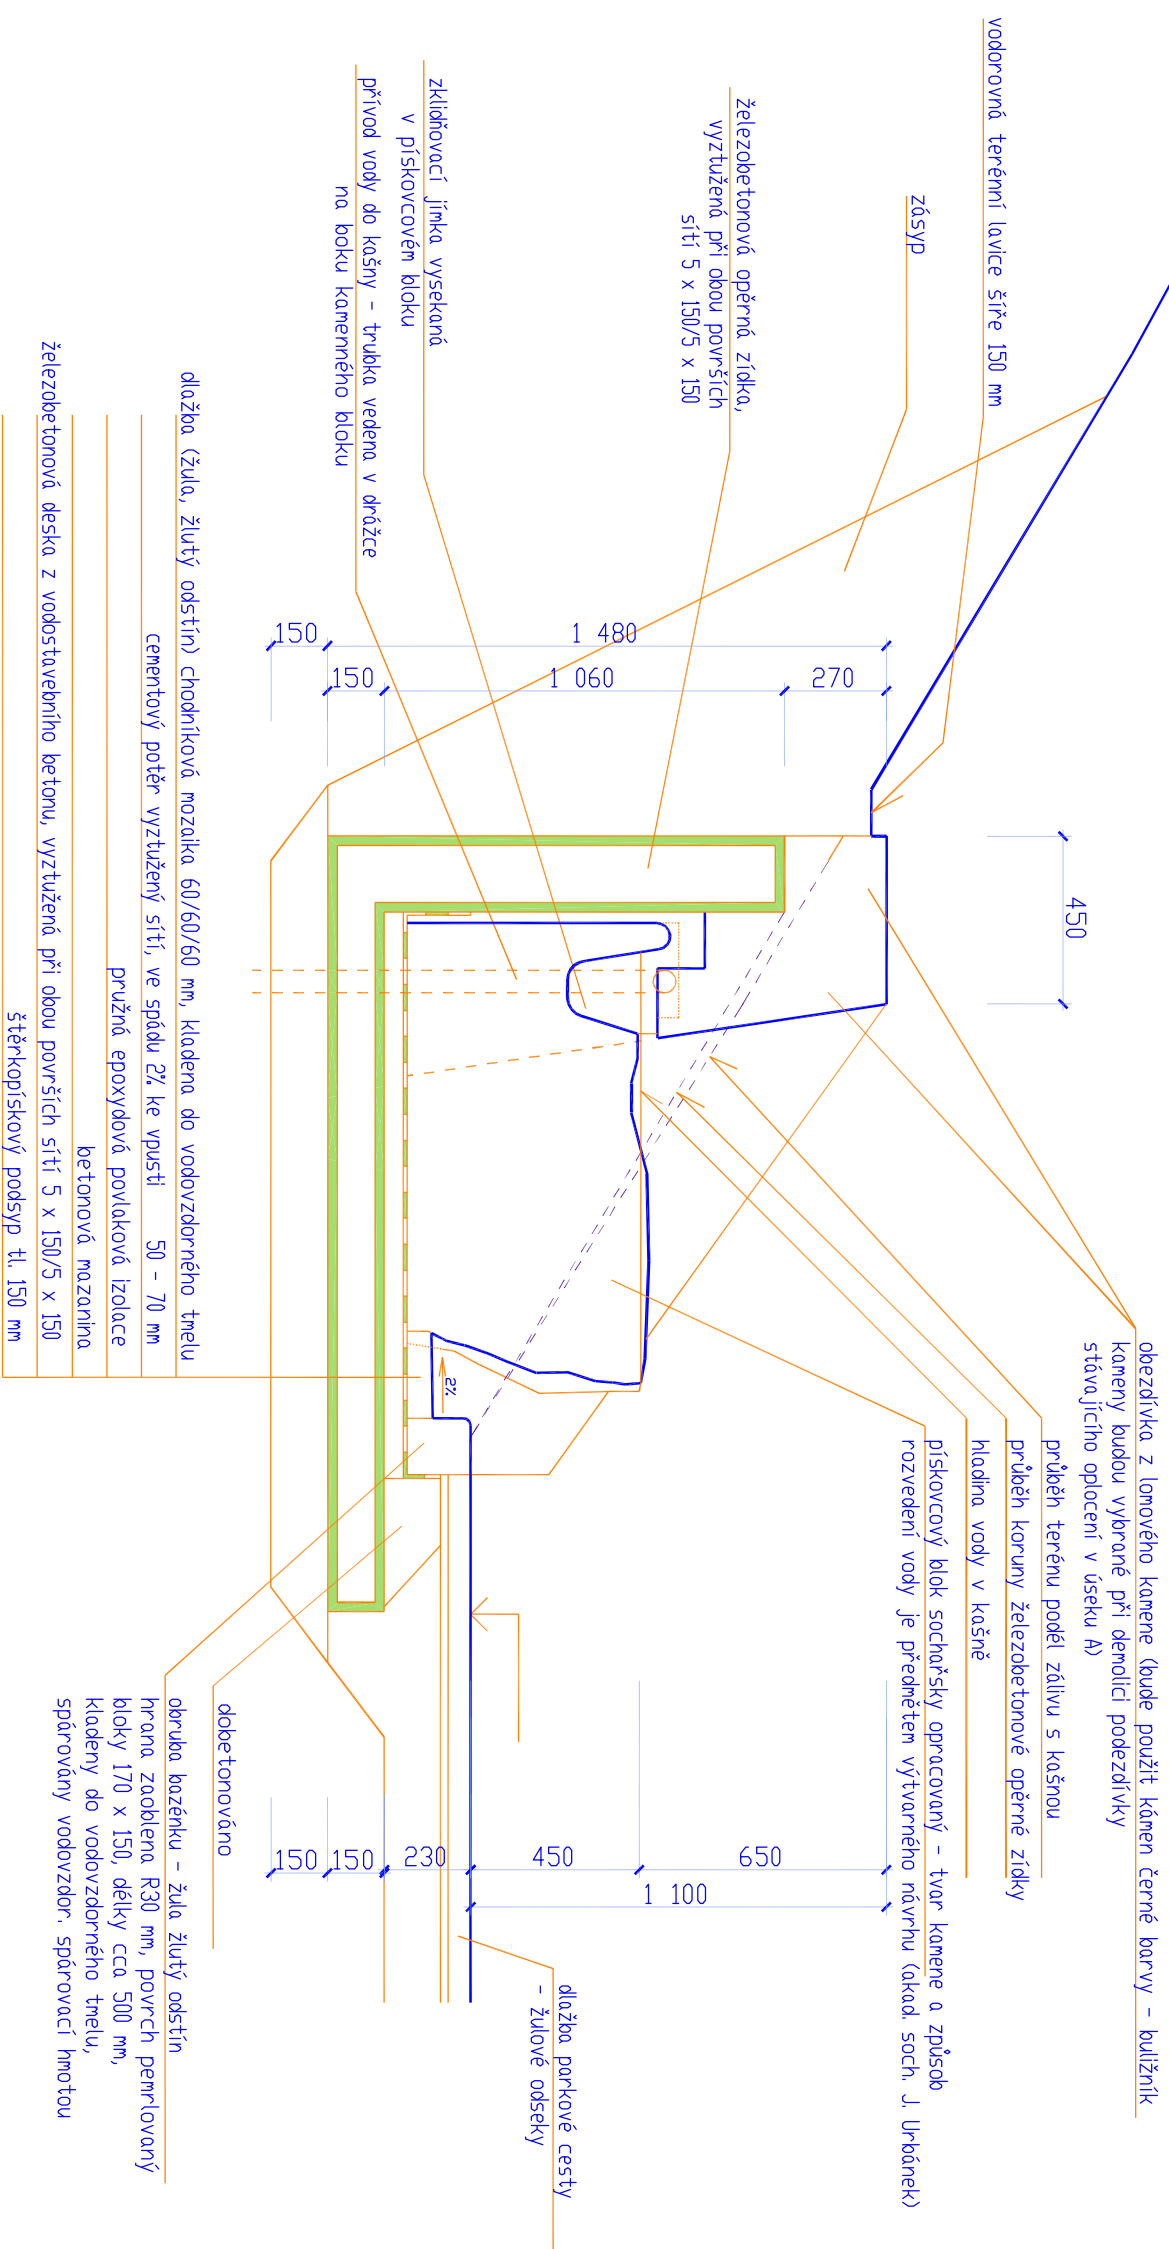 vodorovná terénní lavice šíře 150 mm
zásyp
železobetonová opěrná zídka,
vyztužená při obou površích
sítí 5 x 150/5 x 150
zklidňovací jímka vysekaná
v pískovcovém bloku
přívod vody do kašny - trubka vedena v drážce
na boku kamenného bloku
dlažba (žula, žlutý odstín) chodníková mozaika 60/60/60 mm, kladena do vodovzdorného tmelu
cementový potěr vyztužený sítí, ve spádu 2% ke vpusti 50 - 70 mm
pružná epoxydová povlaková izolace
betonová mazanina
železobetonová deska z vodostavebního betonu, vyztužená při obou površích sítí 5 x 150/5 x 150
štěrkopískový podsyp tl. 150 mm
150
1 480
150
1 060
270
450
2%
obezdívka z lomového kamene (bude použit kámen černé barvy - buližník
kameny budou vybrané při demolici podezdívky
stávajícího oplocení v úseku A)
průběh terénu podél zálivu s kašnou
průběh koruny železobetonové opěrné zídky
hladina vody v kašně
pískovcový blok sochařsky opracovaný - tvar kamene a způsob
rozvedení vody je předmětem výtvarného návrhu (akad. soch. J. Urbánek)
150
150
230
450
650
1 100
dlažba parkové cesty
- žulové odseky
dobetonováno
obruba bazénku - žula žlutý odstín
hrana zaoblena R30 mm, povrch pemrlovaný
bloky 170 x 150, délky cca 500 mm,
kladeny do vodovzdorného tmelu,
spárovány vodovzdor. spárovací hmotou